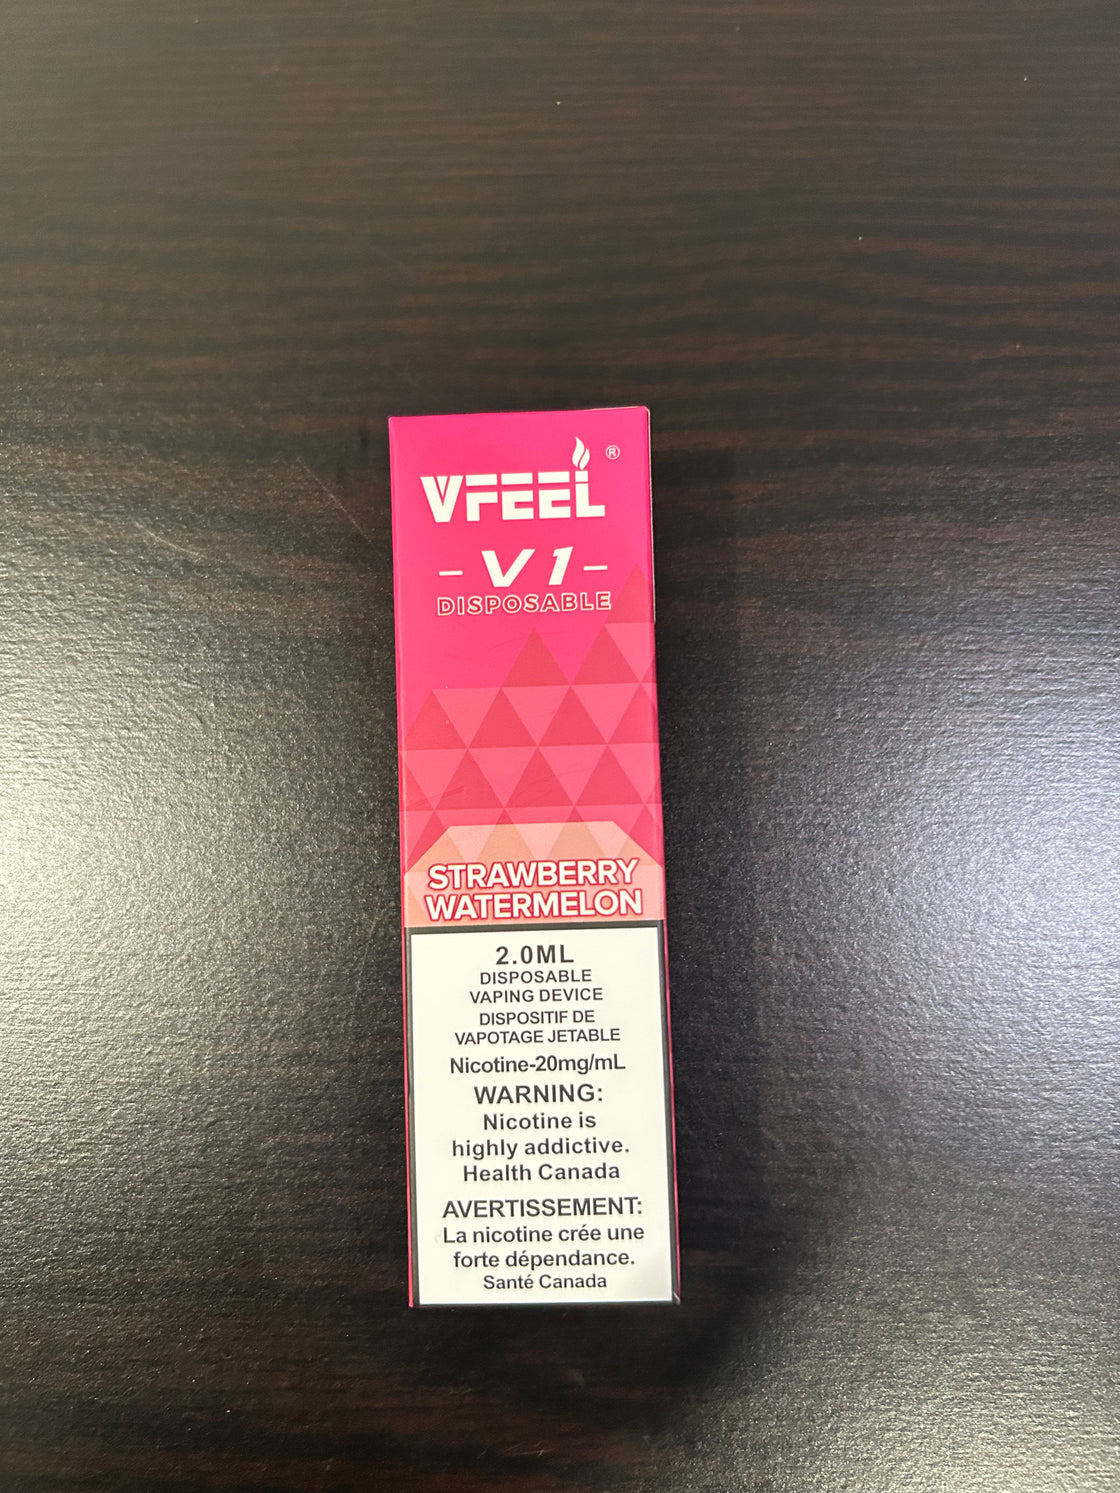 VFEEL ®
- V1 -
DISPOSABLE
STRAWBERRY
WATERMELON
2.0ML
DISPOSABLE
VAPING DEVICE
DISPOSITIF DE
VAPOTAGE JETABLE
Nicotine-20mg/mL
WARNING:
Nicotine is
highly addictive.
Health Canada
AVERTISSEMENT:
La nicotine crée une
forte dépendance.
Santé Canada